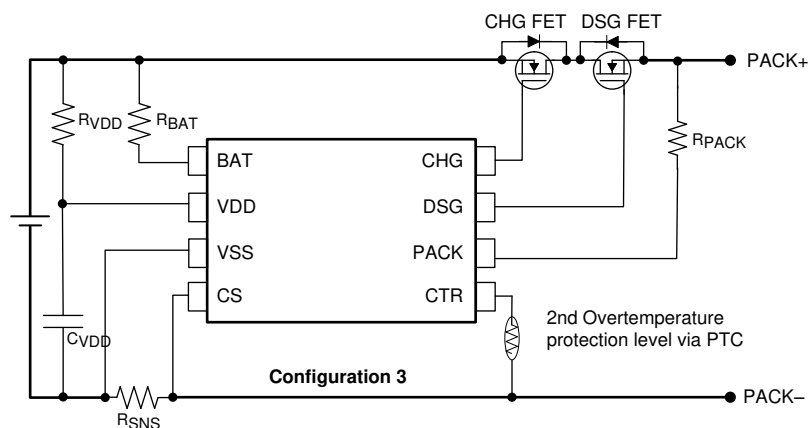 CHG FET DSG FET
PACK+
RVDD
RBAT
RPACK
BAT CHG
VDD DSG
VSS PACK
CS CTR
2nd Overtemperature
protection level via PTC
CVDD
Configuration 3
RSNS
PACK–